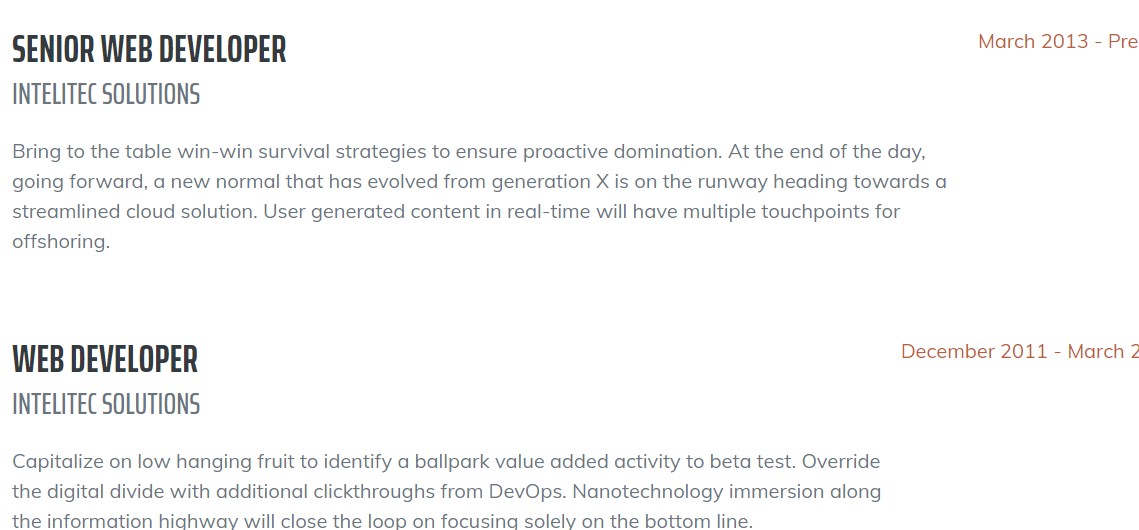 SENIOR WEB DEVELOPER
March 2013 - Pre
INTELITEC SOLUTIONS
Bring to the table win-win survival strategies to ensure proactive domination. At the end of the day,
going forward, a new normal that has evolved from generation X is on the runway heading towards a
streamlined cloud solution. User generated content in real-time will have multiple touchpoints for
offshoring.
WEB DEVELOPER
December 2011 - March 2
INTELITEC SOLUTIONS
Capitalize on low hanging fruit to identify a ballpark value added activity to beta test. Override
the digital divide with additional clickthroughs from DevOps. Nanotechnology immersion along
the information highway will close the loop on focusing solely on the bottom line.